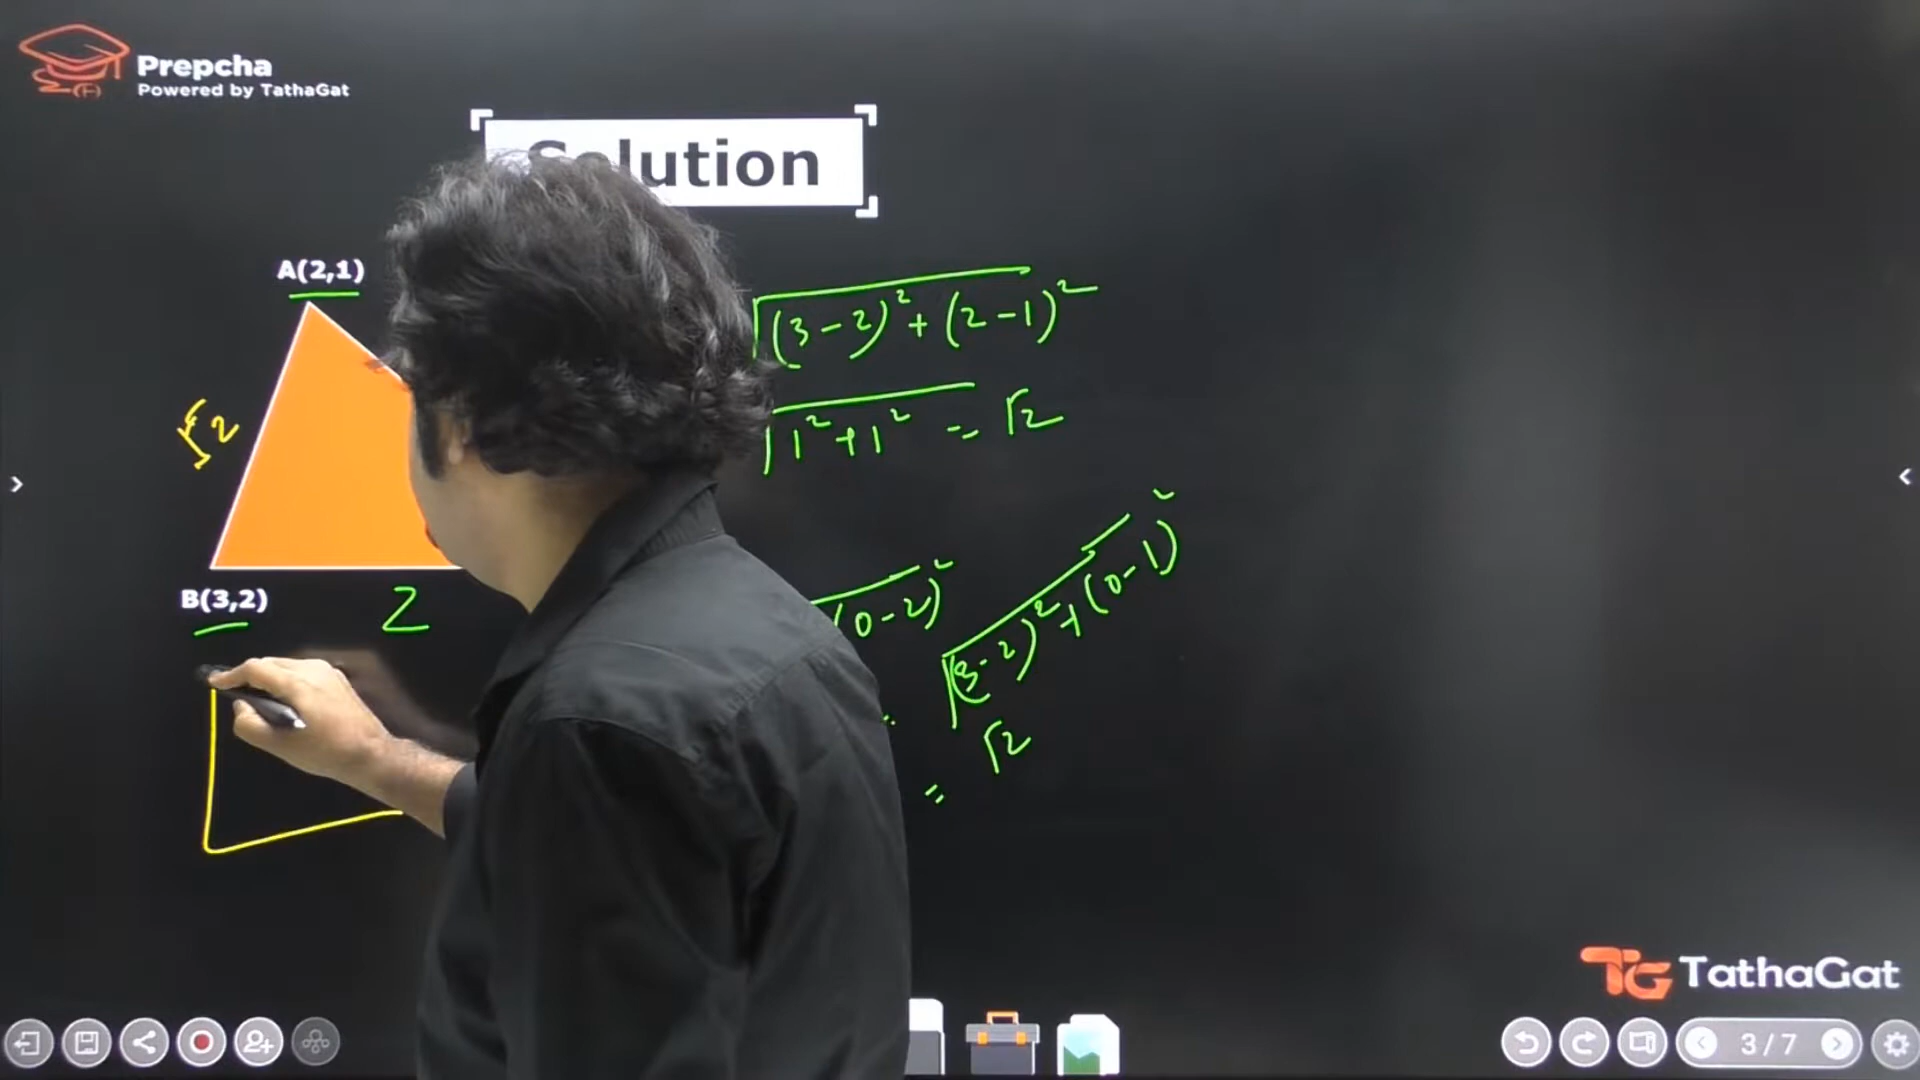 Prepcha
Powered by TathaGat
Solution
A(2,1)
√(3-2)² + (2-1)²
√2
√1²+1² = √2
B(3,2)
2
(0-2)²
√(3-2)²+(0-1)²
= √2
TathaGat
3/7